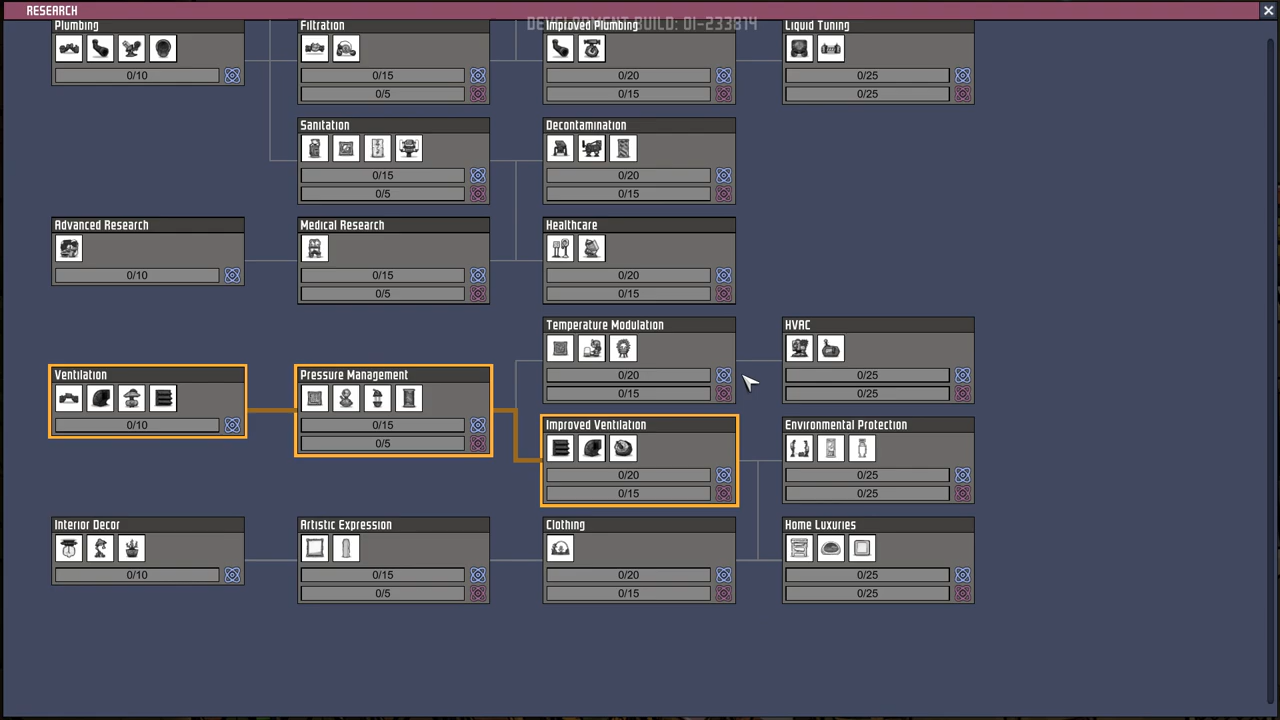 RESEARCH
DEVELOPMENT BUILD: OI-233814
Plumbing
0/10
Filtration
0/15
0/5
Improved Plumbing
0/20
0/15
Liquid Tuning
0/25
0/25
Sanitation
0/15
0/5
Decontamination
0/20
0/15
Advanced Research
0/10
Medical Research
0/15
0/5
Healthcare
0/20
0/15
Temperature Modulation
0/20
0/15
HVAC
0/25
0/25
Ventilation
0/10
Pressure Management
0/15
0/5
Improved Ventilation
0/20
0/15
Environmental Protection
0/25
0/25
Interior Decor
0/10
Artistic Expression
0/15
0/5
Clothing
0/20
0/15
Home Luxuries
0/25
0/25